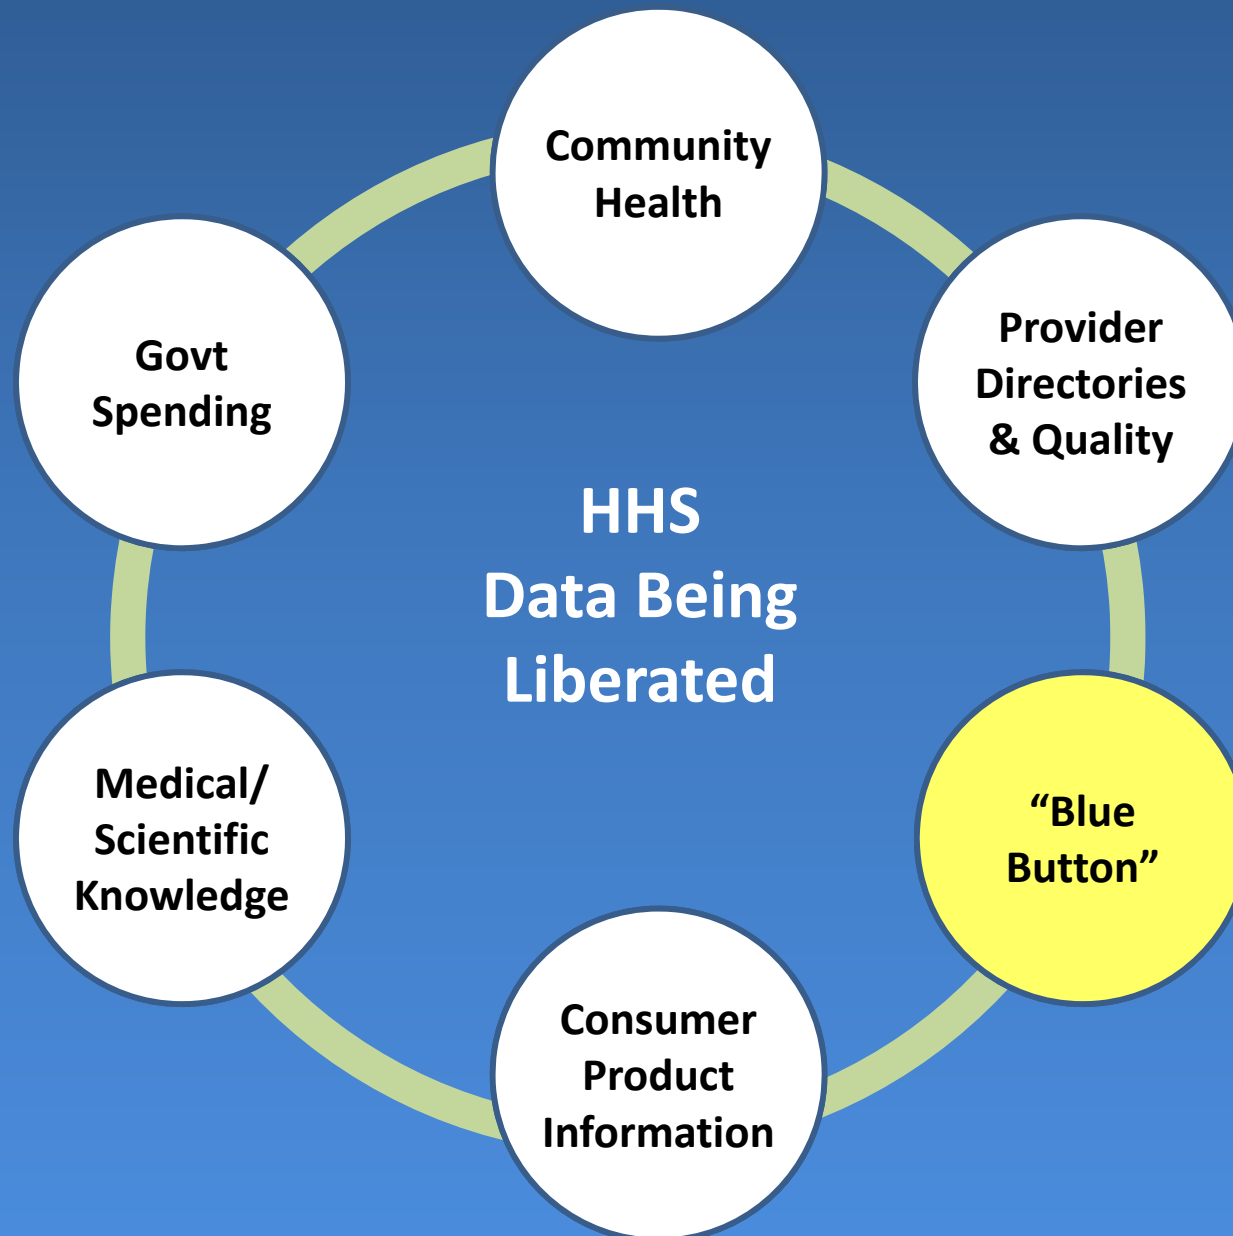 Community
Health
Provider
Directories
& Quality
Govt
Spending
HHS
Data Being
Liberated
Medical/
Scientific
Knowledge
“Blue
Button”
Consumer
Product
Information